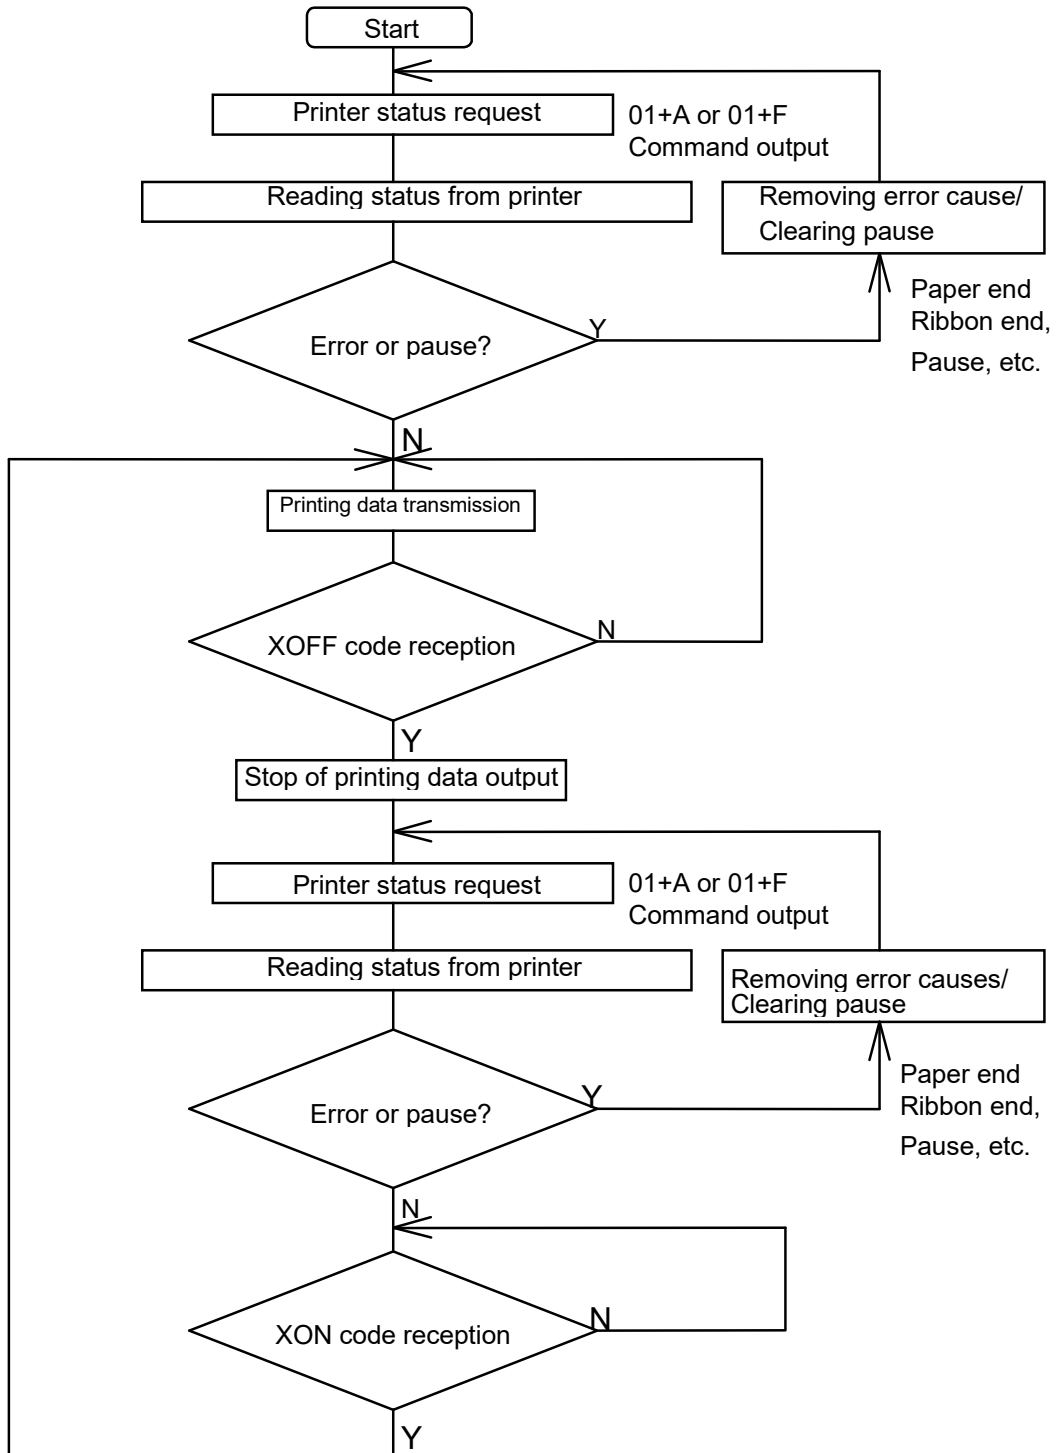 Start
Printer status request
01+A or 01+F
Command output
Reading status from printer
Removing error cause/
Clearing pause
Error or pause?
Y
Paper end
Ribbon end,
Pause, etc.
N
Printing data transmission
XOFF code reception
N
Y
Stop of printing data output
Printer status request
01+A or 01+F
Command output
Reading status from printer
Removing error causes/
Clearing pause
Error or pause?
Y
Paper end
Ribbon end,
Pause, etc.
N
XON code reception
N
Y